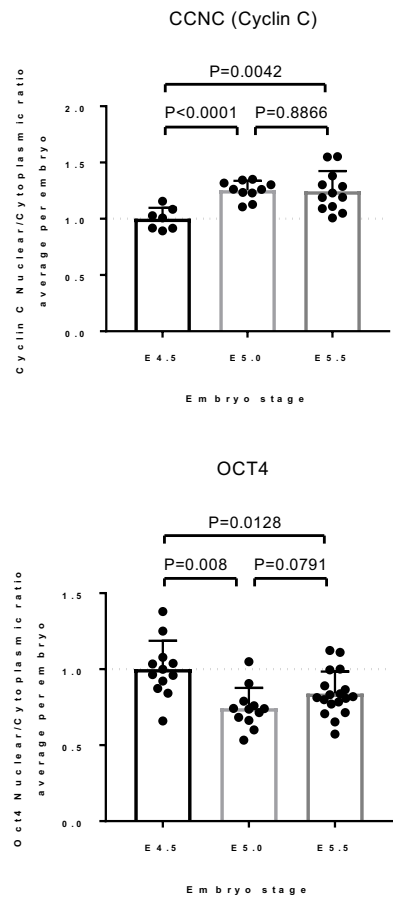 CCNC (Cyclin C)
P=0.0042
P<0.0001 P=0.8866
Cyclin C Nuclear/Cytoplasmic ratio
average per embryo
2.0
1.5
1.0
0.5
0.0
E4.5 E5.0 E5.5
Embryo stage
OCT4
P=0.0128
P=0.008 P=0.0791
Oct4 Nuclear/Cytoplasmic ratio
average per embryo
1.5
1.0
0.5
0.0
E4.5 E5.0 E5.5
Embryo stage